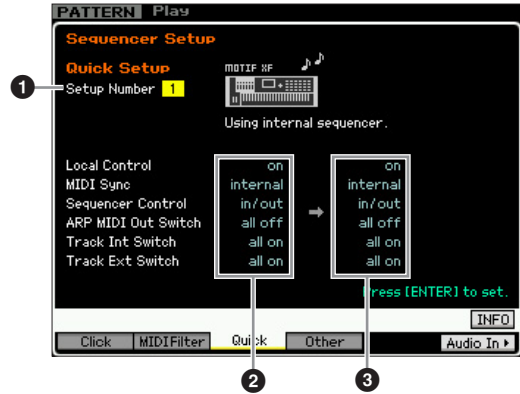 PATTERN Play
Sequencer Setup
Quick Setup
MOTIF XF
1 Setup Number 1
Using internal sequencer.
Local Control on on
MIDI Sync internal internal
Sequencer Control in/out in/out
ARP MIDI Out Switch all off all off
Track Int Switch all on all on
Track Ext Switch all on all on
Press [ENTER] to set.
INFO
Click MIDIFilter Quick Other Audio In
2 3